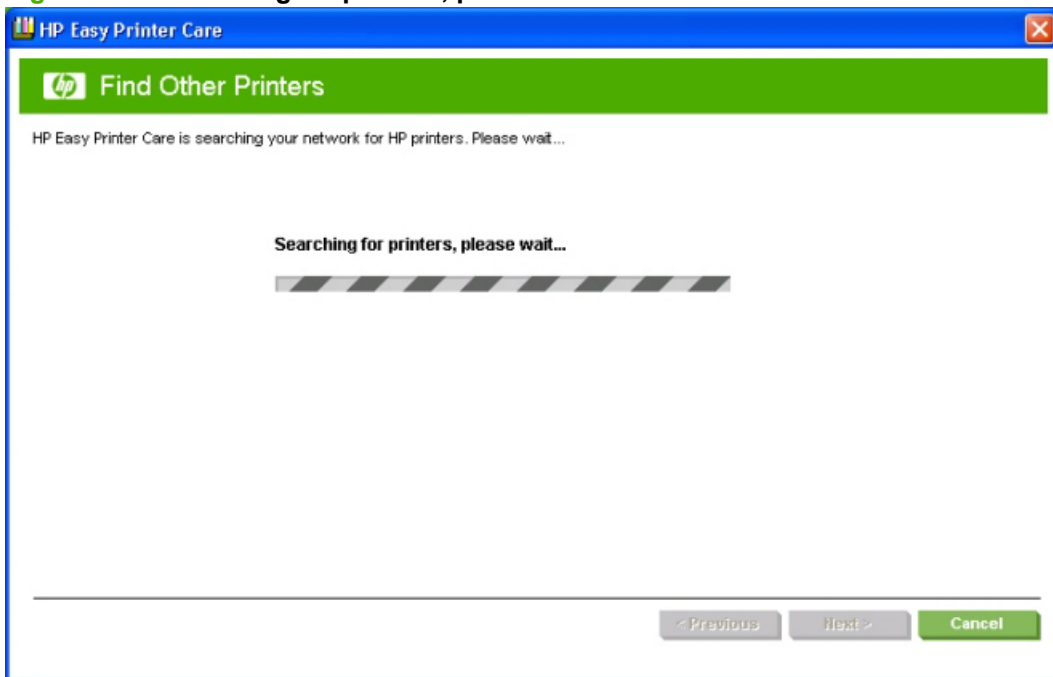 HP Easy Printer Care
hp Find Other Printers
HP Easy Printer Care is searching your network for HP printers. Please wait...
Searching for printers, please wait...
< Previous Next > Cancel